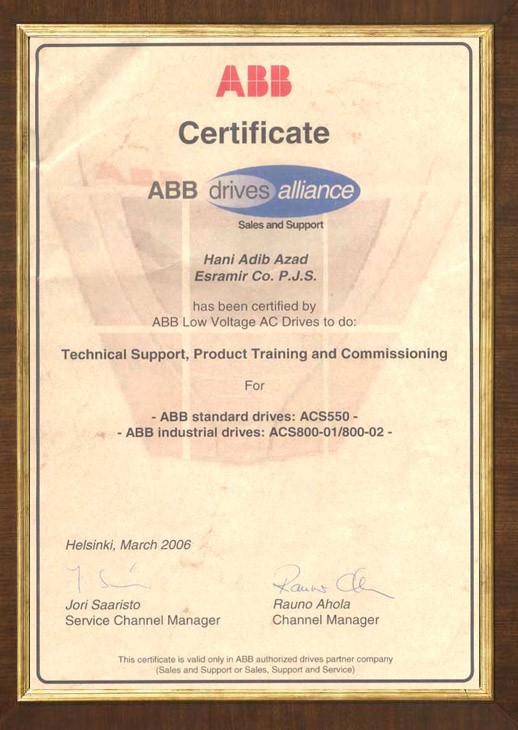 ABB
Certificate
ABB drives alliance
Sales and Support
Hani Adib Azad
Esramir Co. P.J.S.
has been certified by
ABB Low Voltage AC Drives to do:
Technical Support, Product Training and Commissioning
For
- ABB standard drives: ACS550 -
- ABB industrial drives: ACS800-01/800-02 -
Helsinki, March 2006
Jori Saaristo
Rauno Ahola
Service Channel Manager
Channel Manager
This certificate is valid only in ABB authorized drives partner company
(Sales and Support or Sales, Support and Service)